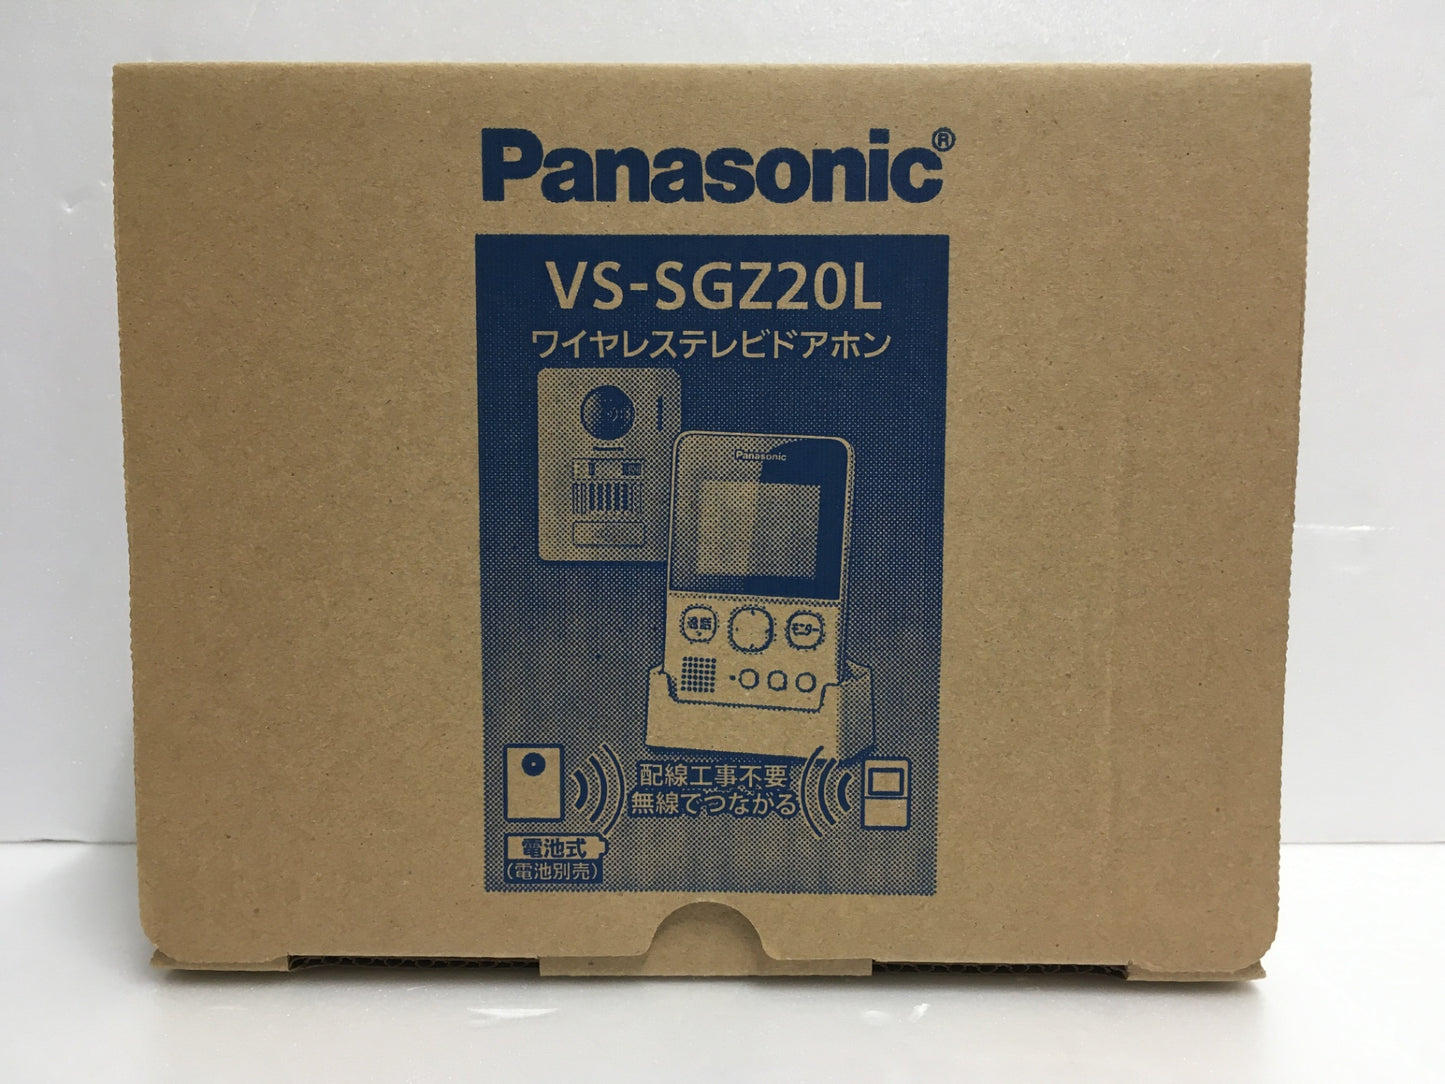 Panasonic®
VS-SGZ20L
ワイヤレステレビドアホン
Panasonic
通話
モニター
配線工事不要
無線でつながる
電池式
(電池別売)